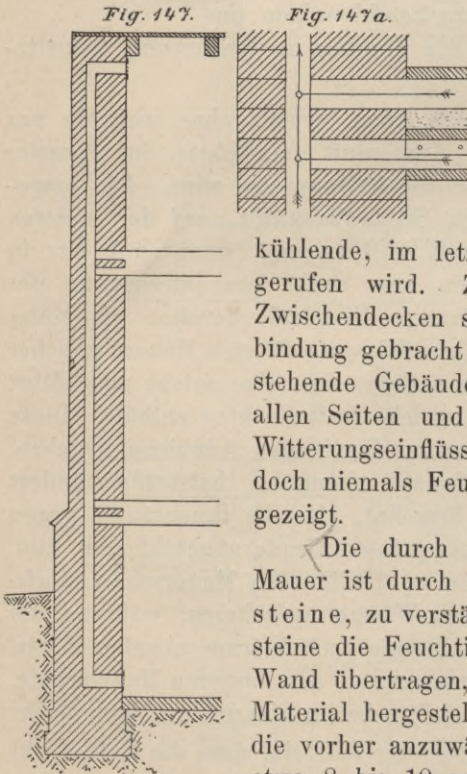 Fig. 147. Fig. 147a.
kühlende, im let
gerufen wird.
Zwischendecken s
bindung gebracht
stehende Gebäude
allen Seiten und
Witterungseinflüss
doch niemals Feu
gezeigt.
Die durch
Mauer ist durch
steine, zu verstä
steine die Feuchti
Wand übertragen,
Material hergestel
die vorher anzuwä